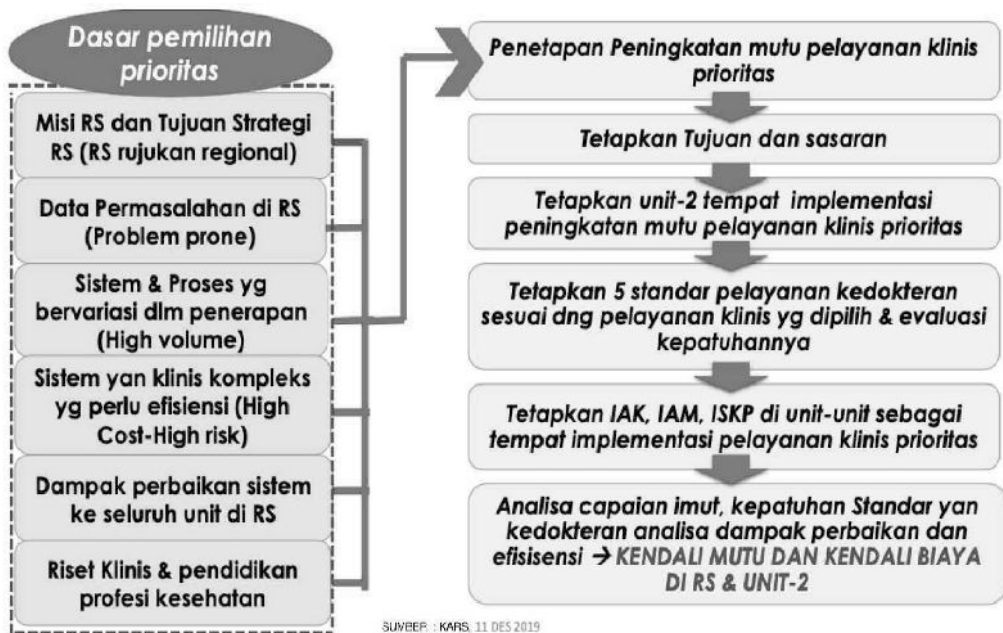 Dasar pemilihan
prioritas
Misi RS dan Tujuan Strategi
RS (RS rujukan regional)
Data Permasalahan di RS
(Problem prone)
Sistem & Proses yg
bervariasi dlm penerapan
(High volume)
Sistem yan klinis kompleks
yg perlu efisiensi (High
Cost-High risk)
Dampak perbaikan sistem
ke seluruh unit di RS
Riset Klinis & pendidikan
profesi kesehatan
Penetapan Peningkatan mutu pelayanan klinis
prioritas
Tetapkan Tujuan dan sasaran
Tetapkan unit-2 tempat implementasi
peningkatan mutu pelayanan klinis prioritas
Tetapkan 5 standar pelayanan kedokteran
sesuai dng pelayanan klinis yg dipilih & evaluasi
kepatuhannya
Tetapkan IAK, IAM, ISKP di unit-unit sebagai
tempat implementasi pelayanan klinis prioritas
Analisa capaian imut, kepatuhan Standar yan
kedokteran analisa dampak perbaikan dan
efisisensi → KENDALI MUTU DAN KENDALI BIAYA
DI RS & UNIT-2
SUMBER : KARS, 11 DES 2019